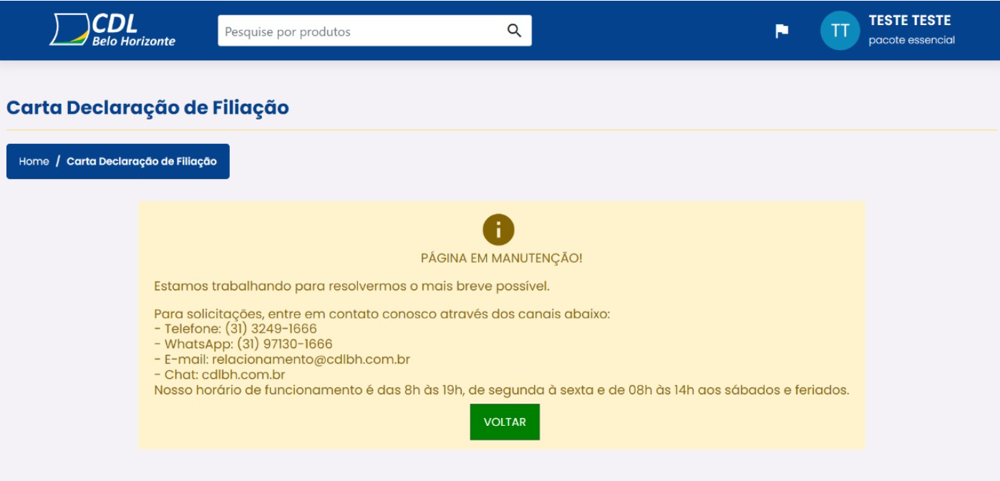 CDL
Belo Horizonte
Pesquise por produtos
TT
TESTE TESTE
pacote essencial
Carta Declaração de Filiação
Home / Carta Declaração de Filiação
PÁGINA EM MANUTENÇÃO!
Estamos trabalhando para resolvermos o mais breve possível.
Para solicitações, entre em contato conosco através dos canais abaixo:
- Telefone: (31) 3249-1666
- WhatsApp: (31) 97130-1666
- E-mail: relacionamento@cdlbh.com.br
- Chat: cdlbh.com.br
Nosso horário de funcionamento é das 8h às 19h, de segunda à sexta e de 08h às 14h aos sábados e feriados.
VOLTAR